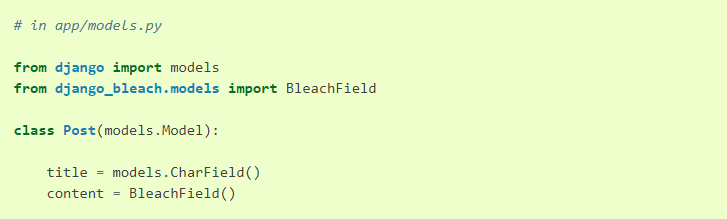 # in app/models.py
from django import models
from django_bleach.models import BleachField
class Post(models.Model):
title = models.CharField()
content = BleachField()